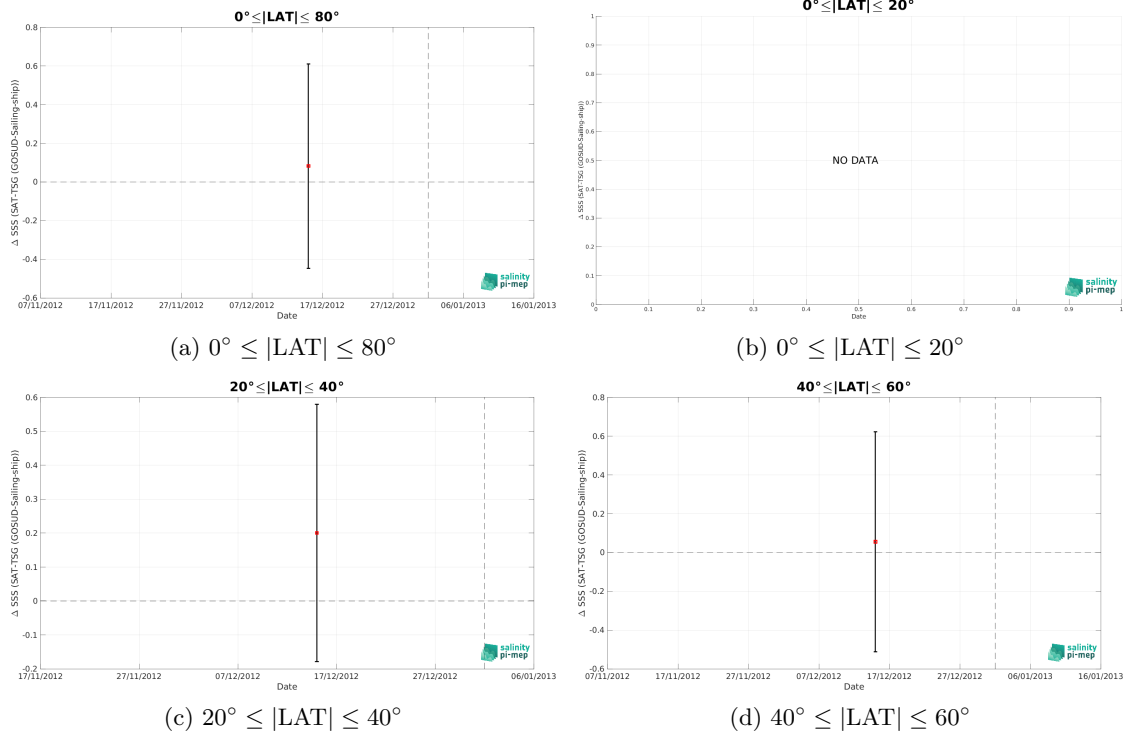 0°≤|LAT|≤ 80°
Δ SSS (SAT-TSG (GOSUD-Sailing-ship))
0.8
0.6
0.4
0.2
0
-0.2
-0.4
-0.6
07/11/2012 17/11/2012 27/11/2012 07/12/2012 17/12/2012 27/12/2012 06/01/2013 16/01/2013
Date
salinity
pi-mep
(a) 0° ≤ |LAT| ≤ 80°
0°≤|LAT|≤ 20°
Δ SSS (SAT-TSG (GOSUD-Sailing-ship))
1
0.9
0.8
0.7
0.6
0.5
0.4
0.3
0.2
0.1
0
NO DATA
0 0.1 0.2 0.3 0.4 0.5 0.6 0.7 0.8 0.9 1
Date
salinity
pi-mep
(b) 0° ≤ |LAT| ≤ 20°
20°≤|LAT|≤ 40°
Δ SSS (SAT-TSG (GOSUD-Sailing-ship))
0.6
0.5
0.4
0.3
0.2
0.1
0
-0.1
-0.2
17/11/2012 27/11/2012 07/12/2012 17/12/2012 27/12/2012 06/01/2013
Date
salinity
pi-mep
(c) 20° ≤ |LAT| ≤ 40°
40°≤|LAT|≤ 60°
Δ SSS (SAT-TSG (GOSUD-Sailing-ship))
0.8
0.6
0.4
0.2
0
-0.2
-0.4
-0.6
07/11/2012 17/11/2012 27/11/2012 07/12/2012 17/12/2012 27/12/2012 06/01/2013 16/01/2013
Date
salinity
pi-mep
(d) 40° ≤ |LAT| ≤ 60°